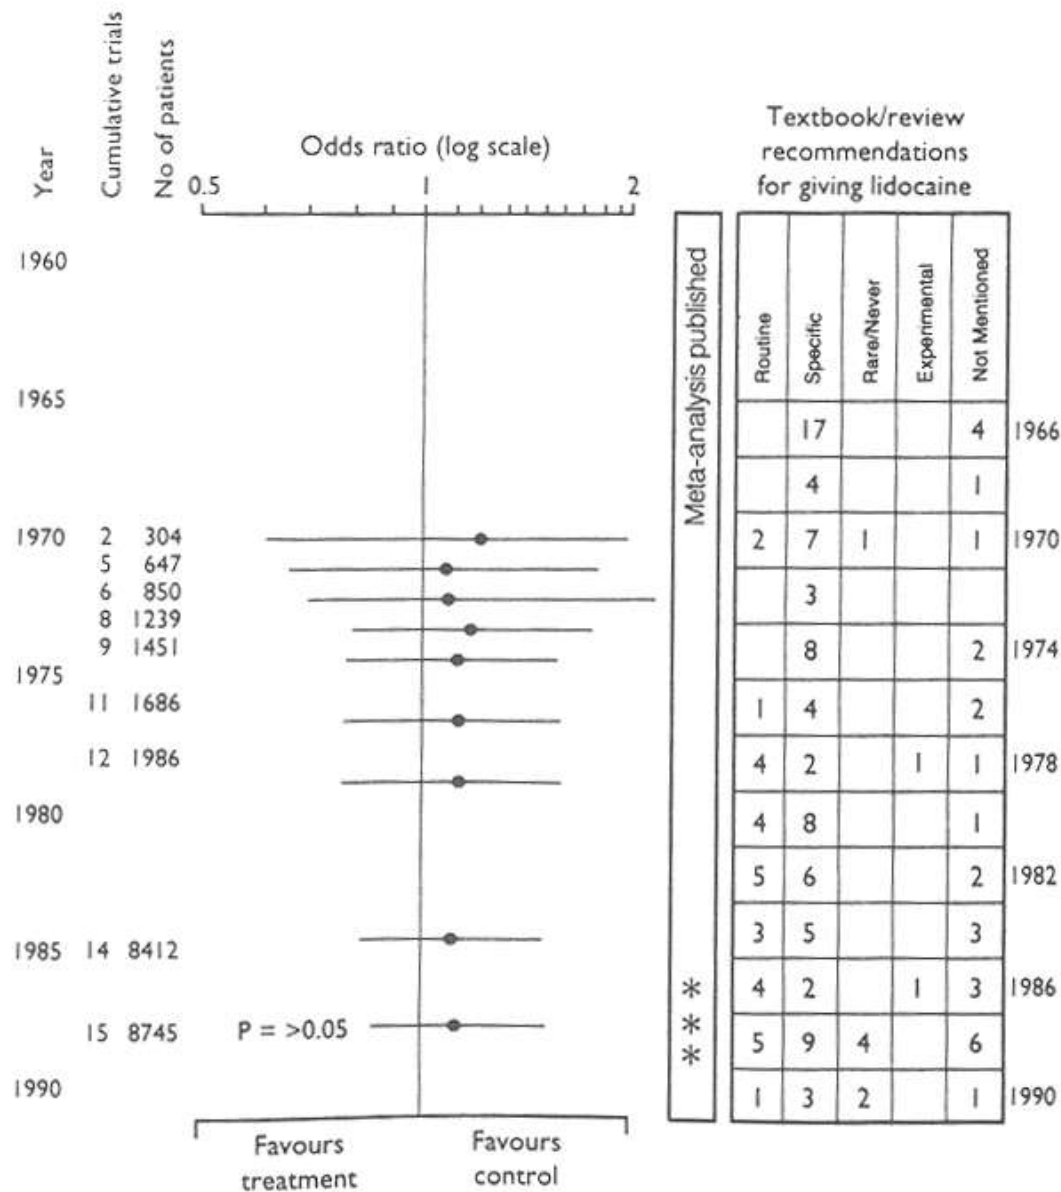 Year
Cumulative trials
No of patients
Odds ratio (log scale)
0.5 1 2
Textbook/review
recommendations
for giving lidocaine
Meta-analysis published
Routine
Specific
Rare/Never
Experimental
Not Mentioned
1960
1965
17 4 1966
4 1
1970 2 304
2 7 1 1 1970
5 647
6 850
3
8 1239
9 1451
8 2 1974
1975
11 1686
1 4 2
12 1986
4 2 1 1 1978
1980
4 8 1
5 6 2 1982
1985 14 8412
3 5 3
* 4 2 1 3 1986
15 8745 P = >0.05
* * 5 9 4 6
1990
1 3 2 1 1990
Favours
treatment
Favours
control